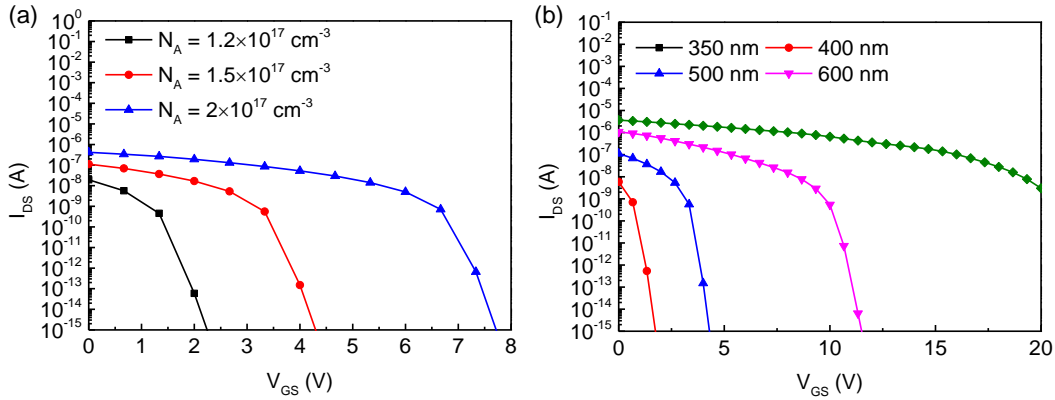 (a)
N_A = 1.2×10^17 cm^-3
N_A = 1.5×10^17 cm^-3
N_A = 2×10^17 cm^-3
10^0
10^-1
10^-2
10^-3
10^-4
10^-5
10^-6
10^-7
10^-8
10^-9
10^-10
10^-11
10^-12
10^-13
10^-14
10^-15
I_DS (A)
0 1 2 3 4 5 6 7 8
V_GS (V)
(b)
350 nm 400 nm
500 nm 600 nm
10^-1
10^-2
10^-3
10^-4
10^-5
10^-6
10^-7
10^-8
10^-9
10^-10
10^-11
10^-12
10^-13
10^-14
10^-15
I_DS (A)
0 5 10 15 20
V_GS (V)